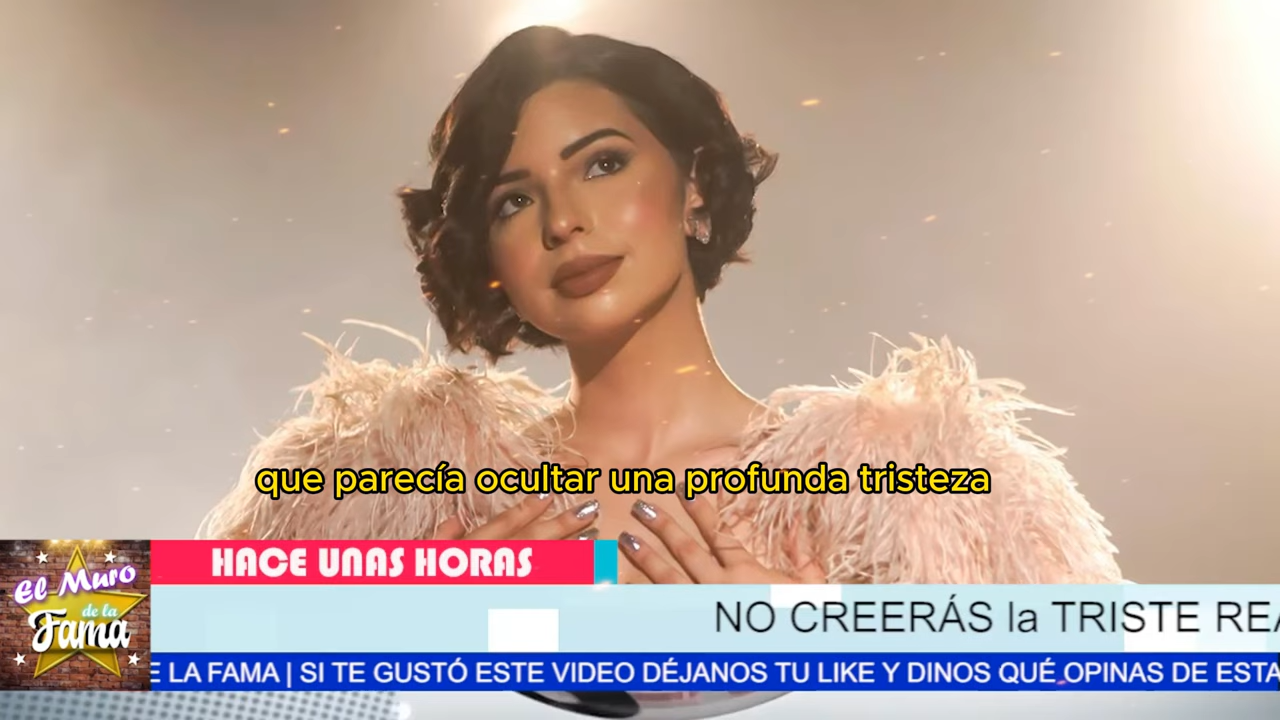 que parecía ocultar una profunda tristeza
HACE UNAS HORAS
El Muro
de la
Fama
NO CREERÁS la TRISTE
E LA FAMA | SI TE GUSTÓ ESTE VIDEO DÉJANOS TU LIKE Y DINOS QUÉ OPINAS DE ESTA